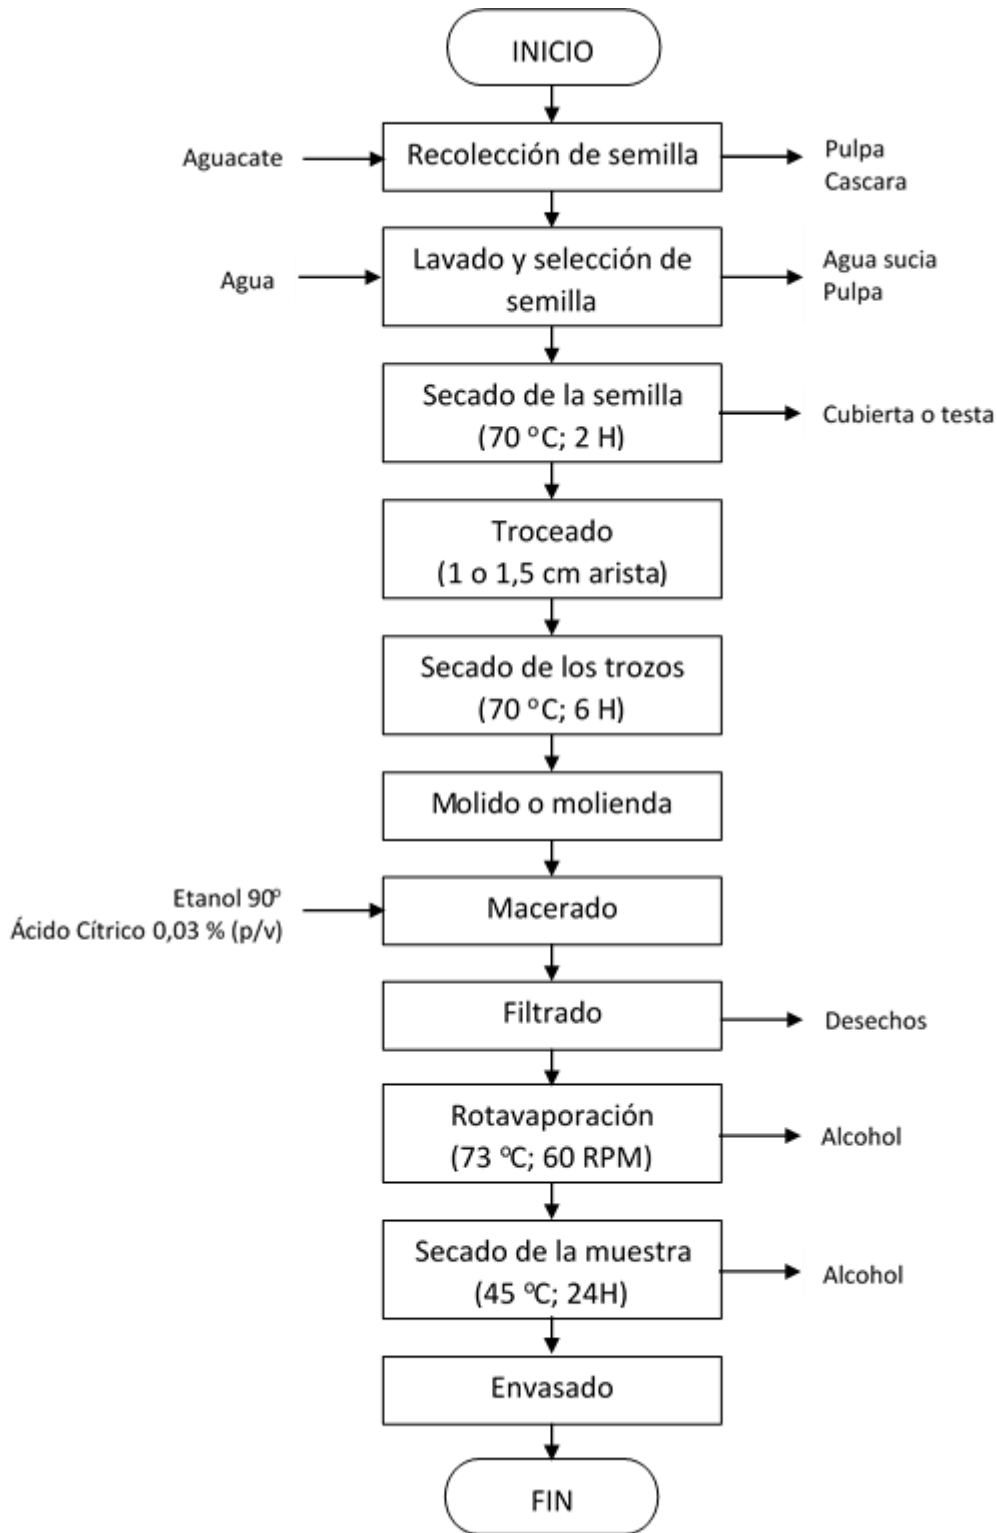 INICIO
Aguacate
Recolección de semilla
Pulpa
Cascara
Agua
Lavado y selección de
semilla
Agua sucia
Pulpa
Secado de la semilla
(70 °C; 2 H)
Cubierta o testa
Troceado
(1 o 1,5 cm arista)
Secado de los trozos
(70 °C; 6 H)
Molido o molienda
Etanol 90º
Ácido Cítrico 0,03 % (p/v)
Macerado
Filtrado
Desechos
Rotavaporación
(73 ºC; 60 RPM)
Alcohol
Secado de la muestra
(45 ºC; 24H)
Alcohol
Envasado
FIN